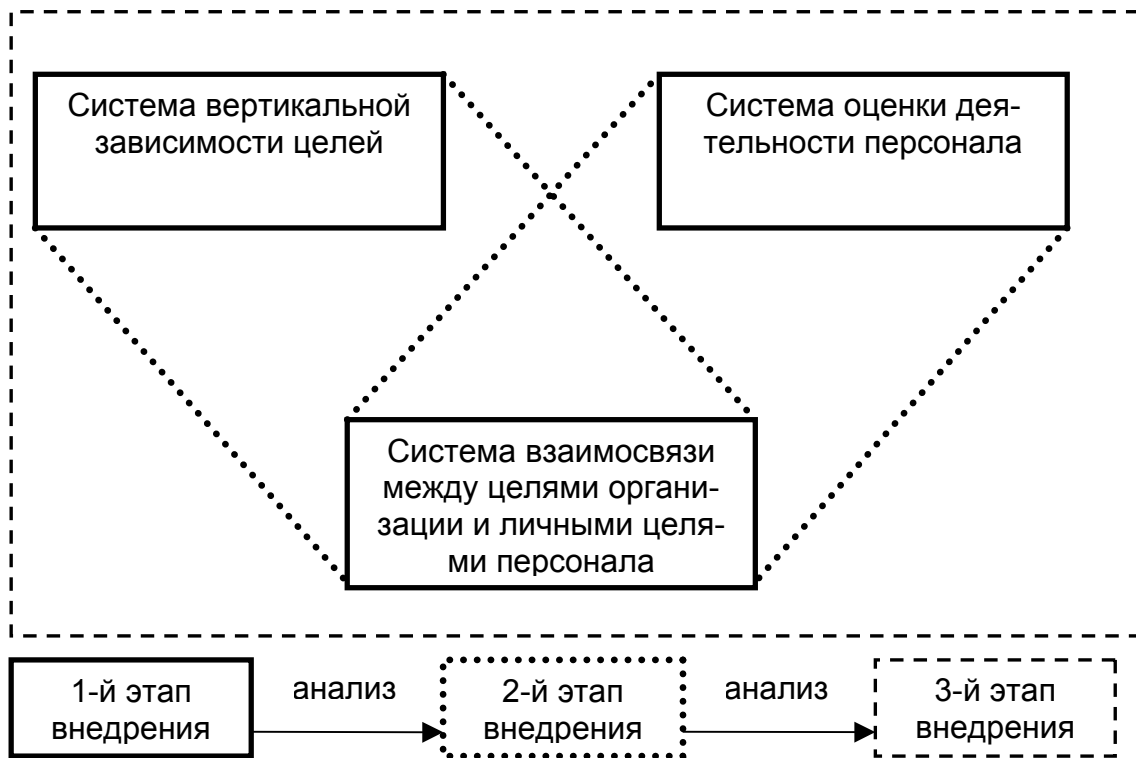 Система вертикальной
зависимости целей
Система оценки дея-
тельности персонала
Система взаимосвязи
между целями органи-
зации и личными целя-
ми персонала
1-й этап
внедрения
анализ
2-й этап
внедрения
анализ
3-й этап
внедрения